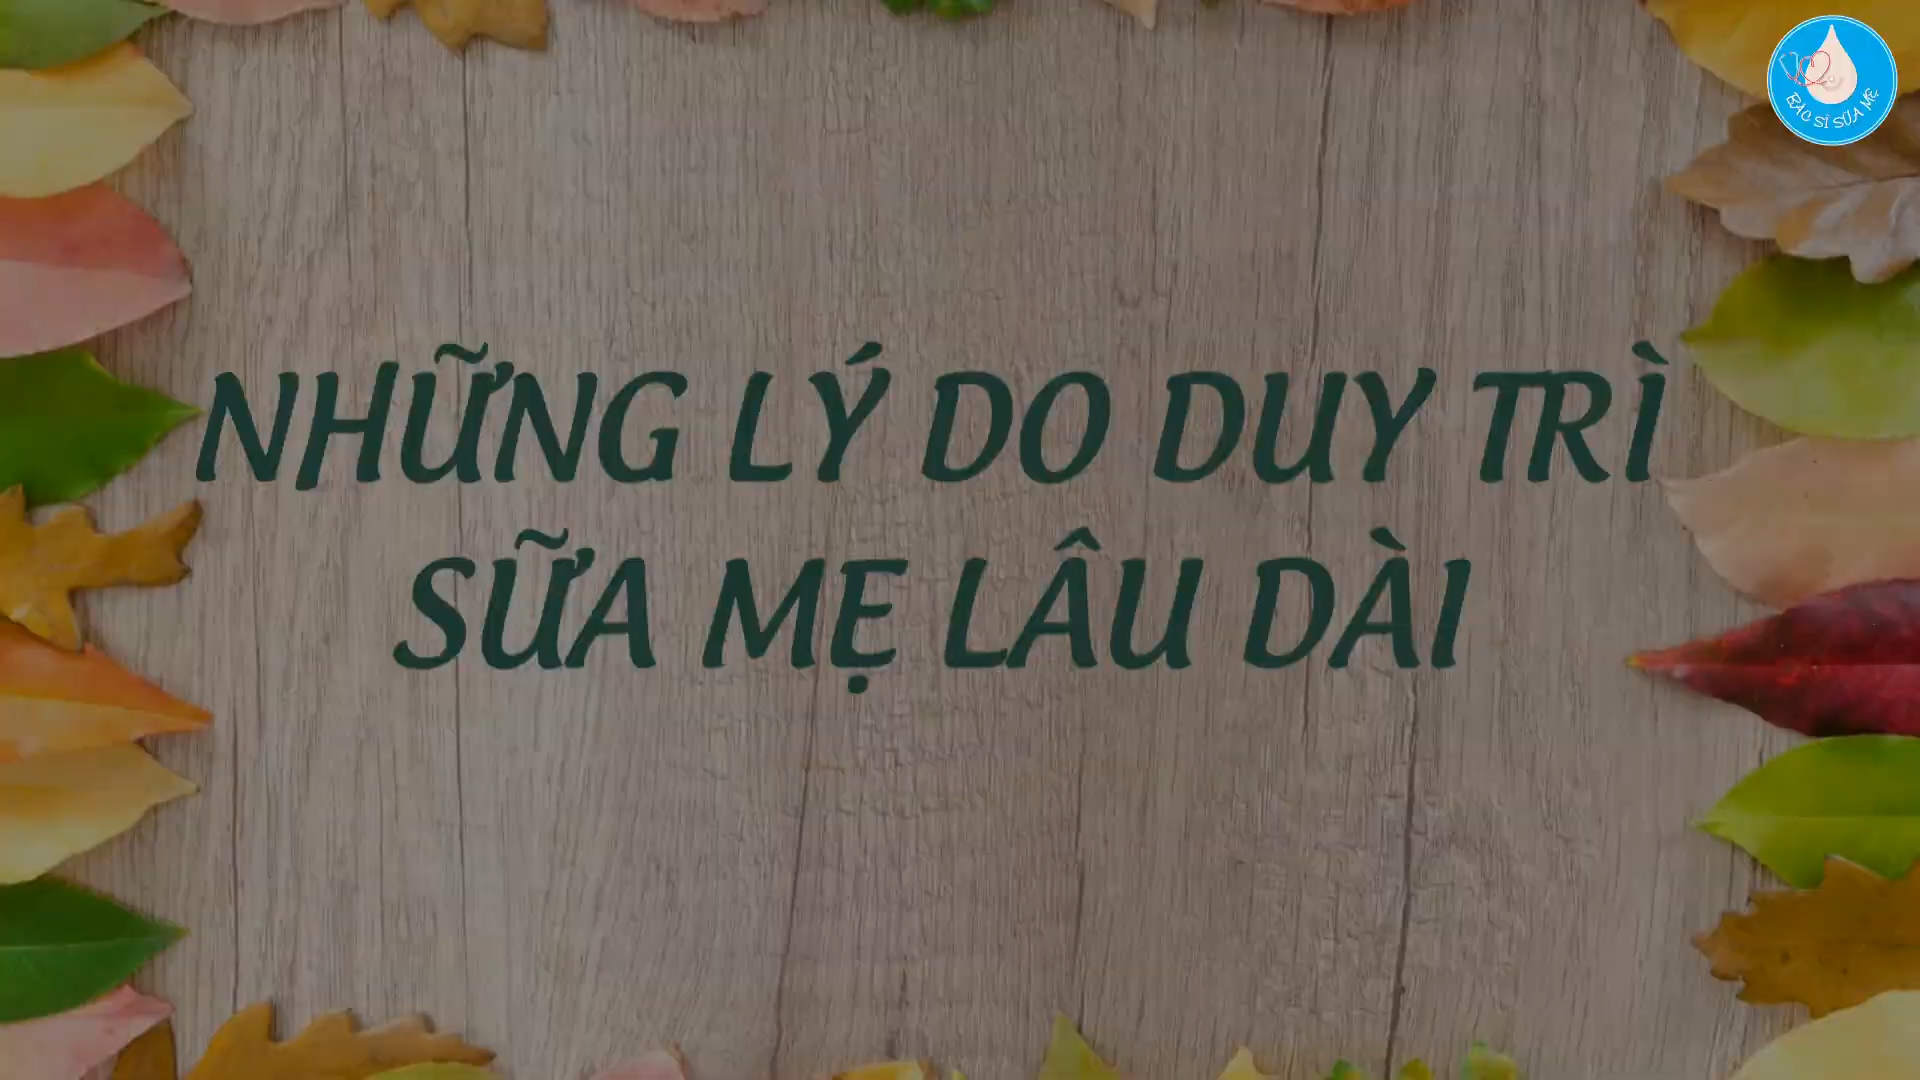 BÁC SĨ SỮA MẸ
NHỮNG LÝ DO DUY TRÌ
SỮA MẸ LÂU DÀI